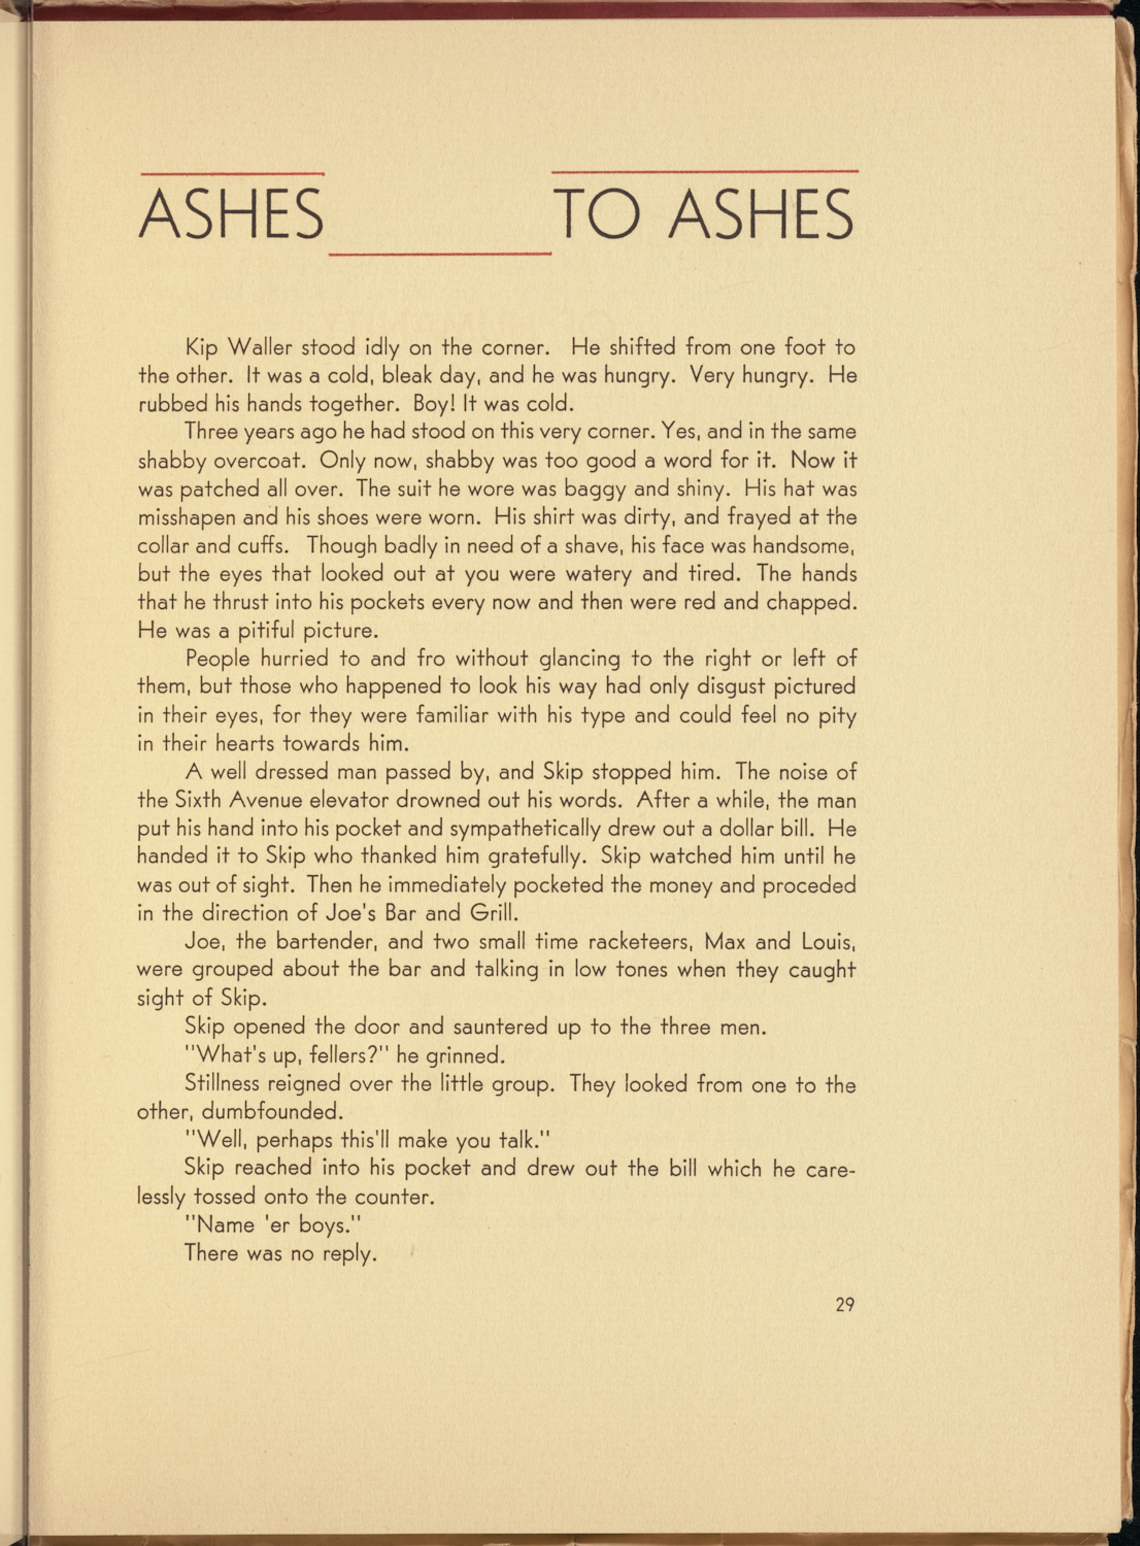 ASHES TO ASHES
Kip Waller stood idly on the corner. He shifted from one foot to
the other. It was a cold, bleak day, and he was hungry. Very hungry. He
rubbed his hands together. Boy! It was cold.
Three years ago he had stood on this very corner. Yes, and in the same
shabby overcoat. Only now, shabby was too good a word for it. Now it
was patched all over. The suit he wore was baggy and shiny. His hat was
misshapen and his shoes were worn. His shirt was dirty, and frayed at the
collar and cuffs. Though badly in need of a shave, his face was handsome,
but the eyes that looked out at you were watery and tired. The hands
that he thrust into his pockets every now and then were red and chapped.
He was a pitiful picture.
People hurried to and fro without glancing to the right or left of
them, but those who happened to look his way had only disgust pictured
in their eyes, for they were familiar with his type and could feel no pity
in their hearts towards him.
A well dressed man passed by, and Skip stopped him. The noise of
the Sixth Avenue elevator drowned out his words. After a while, the man
put his hand into his pocket and sympathetically drew out a dollar bill. He
handed it to Skip who thanked him gratefully. Skip watched him until he
was out of sight. Then he immediately pocketed the money and proceded
in the direction of Joe's Bar and Grill.
Joe, the bartender, and two small time racketeers, Max and Louis,
were grouped about the bar and talking in low tones when they caught
sight of Skip.
Skip opened the door and sauntered up to the three men.
"What's up, fellers?" he grinned.
Stillness reigned over the little group. They looked from one to the
other, dumbfounded.
"Well, perhaps this'll make you talk."
Skip reached into his pocket and drew out the bill which he care-
lessly tossed onto the counter.
"Name 'er boys."
There was no reply.
29